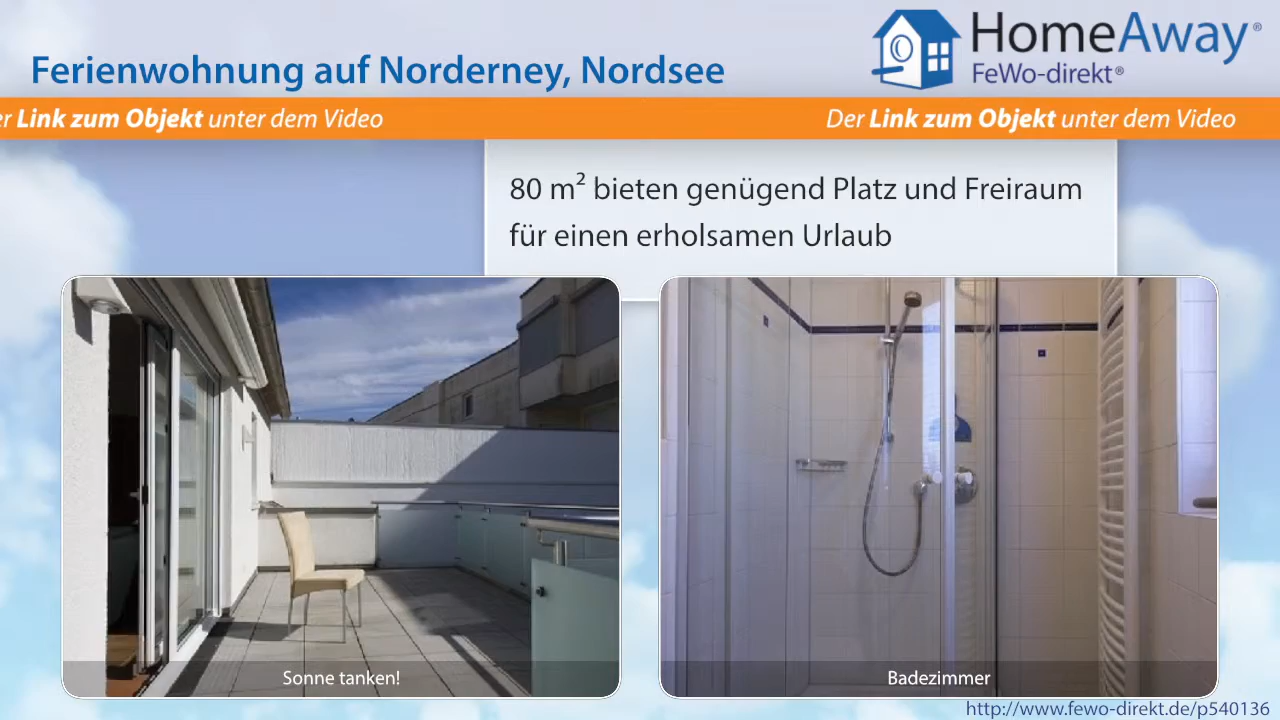 HomeAway®
FeWo-direkt®
Ferienwohnung auf Norderney, Nordsee
er Link zum Objekt unter dem Video
Der Link zum Objekt unter dem Video
80 m² bieten genügend Platz und Freiraum
für einen erholsamen Urlaub
Sonne tanken!
Badezimmer
http://www.fewo-direkt.de/p540136